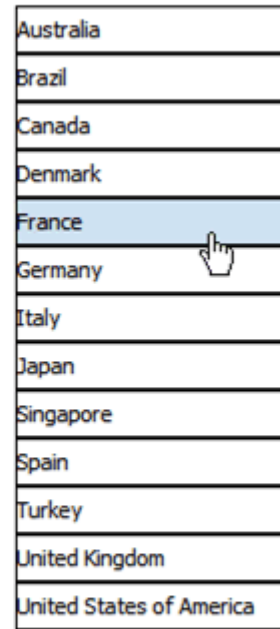 Australia
Brazil
Canada
Denmark
France
Germany
Italy
Japan
Singapore
Spain
Turkey
United Kingdom
United States of America